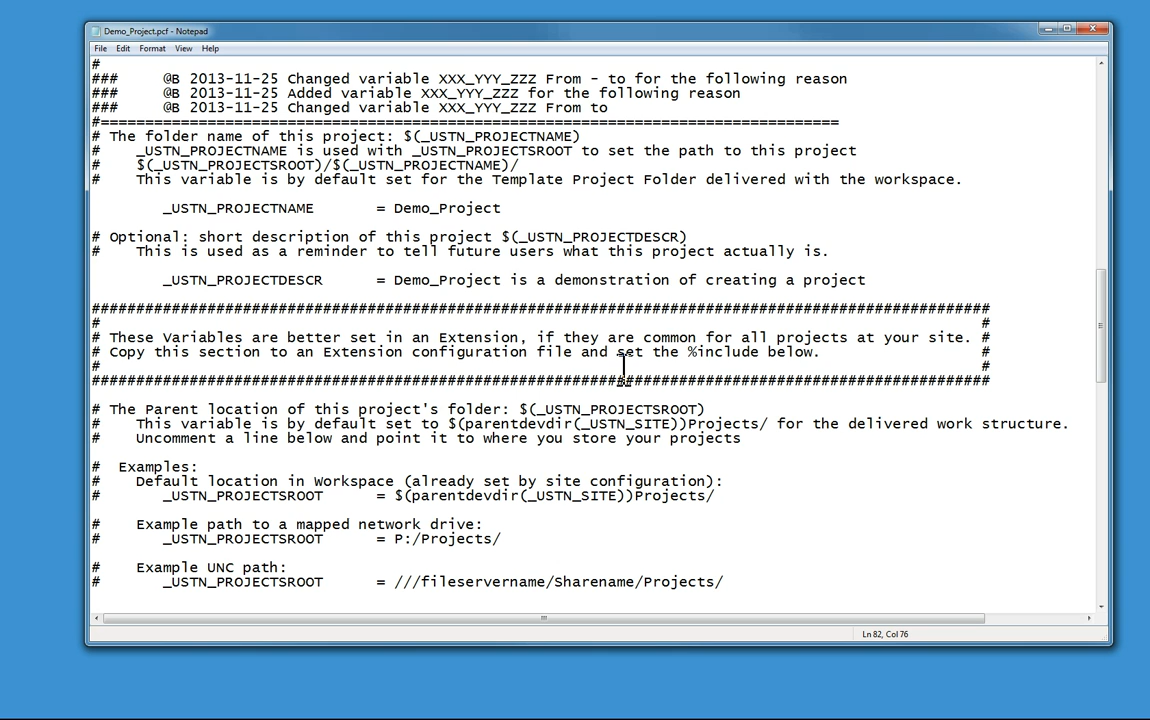 Demo_Project.pcf - Notepad
File Edit Format View Help
#
### @B 2013-11-25 Changed variable XXX_YYY_ZZZ From - to for the following reason
### @B 2013-11-25 Added variable XXX_YYY_ZZZ for the following reason
### @B 2013-11-25 Changed variable XXX_YYY_ZZZ From to
#===================================================================================
# The folder name of this project: $(_USTN_PROJECTNAME)
# _USTN_PROJECTNAME is used with _USTN_PROJECTSROOT to set the path to this project
# $(_USTN_PROJECTSROOT)/$(_USTN_PROJECTNAME)/
# This variable is by default set for the Template Project Folder delivered with the workspace.
_USTN_PROJECTNAME = Demo_Project
# Optional: short description of this project $(_USTN_PROJECTDESCR)
# This is used as a reminder to tell future users what this project actually is.
_USTN_PROJECTDESCR = Demo_Project is a demonstration of creating a project
#####################################################################################################
# #
# These Variables are better set in an Extension, if they are common for all projects at your site. #
# Copy this section to an Extension configuration file and set the %include below. #
# #
#####################################################################################################
# The Parent location of this project's folder: $(_USTN_PROJECTSROOT)
# This variable is by default set to $(parentdevdir(_USTN_SITE))Projects/ for the delivered work structure.
# Uncomment a line below and point it to where you store your projects
# Examples:
# Default location in Workspace (already set by site configuration):
# _USTN_PROJECTSROOT = $(parentdevdir(_USTN_SITE))Projects/
# Example path to a mapped network drive:
# _USTN_PROJECTSROOT = P:/Projects/
# Example UNC path:
# _USTN_PROJECTSROOT = ///fileservername/Sharename/Projects/
Ln 82, Col 76